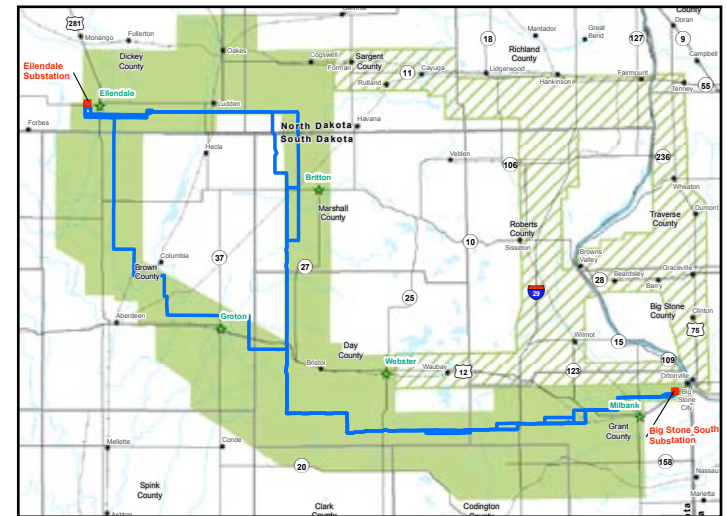 281
Monango
Fullerton
Oakes
Dickey
County
Cogswell
Forman
Sargent
County
Rutland
11
Cayuga
18
Lidgerwood
Mantador
Great
Bend
Richland
County
Hankinson
127
Fairmount
County
Doran
9
Campbell
55
Tenney
Ellendale
Substation
Ellendale
Ludden
Forbes
North Dakota
South Dakota
Havana
Hecla
Britton
Marshall
County
Veblen
106
236
Wheaton
Dumont
Traverse
County
Roberts
County
Sisseton
10
Browns
Valley
28
Beardsley
Barry
Graceville
Columbia
Brown
County
37
27
25
29
Big Stone
County
Clinton
75
Aberdeen
Groton
Day
County
Bristol
Webster
Waubay
12
Wilmot
15
123
109
Ortonville
Big
Stone
City
Milbank
Grant
County
Big Stone South
Substation
Mellette
Conde
20
158
Nassau
Marietta
Spink
County
Ashton
Clark
County
Codington
County